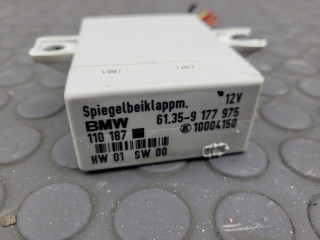 Spiegelbeiklappm. 12V
BMW 61.35-9 177 975
110 187 10004150
HW 01 SW 00